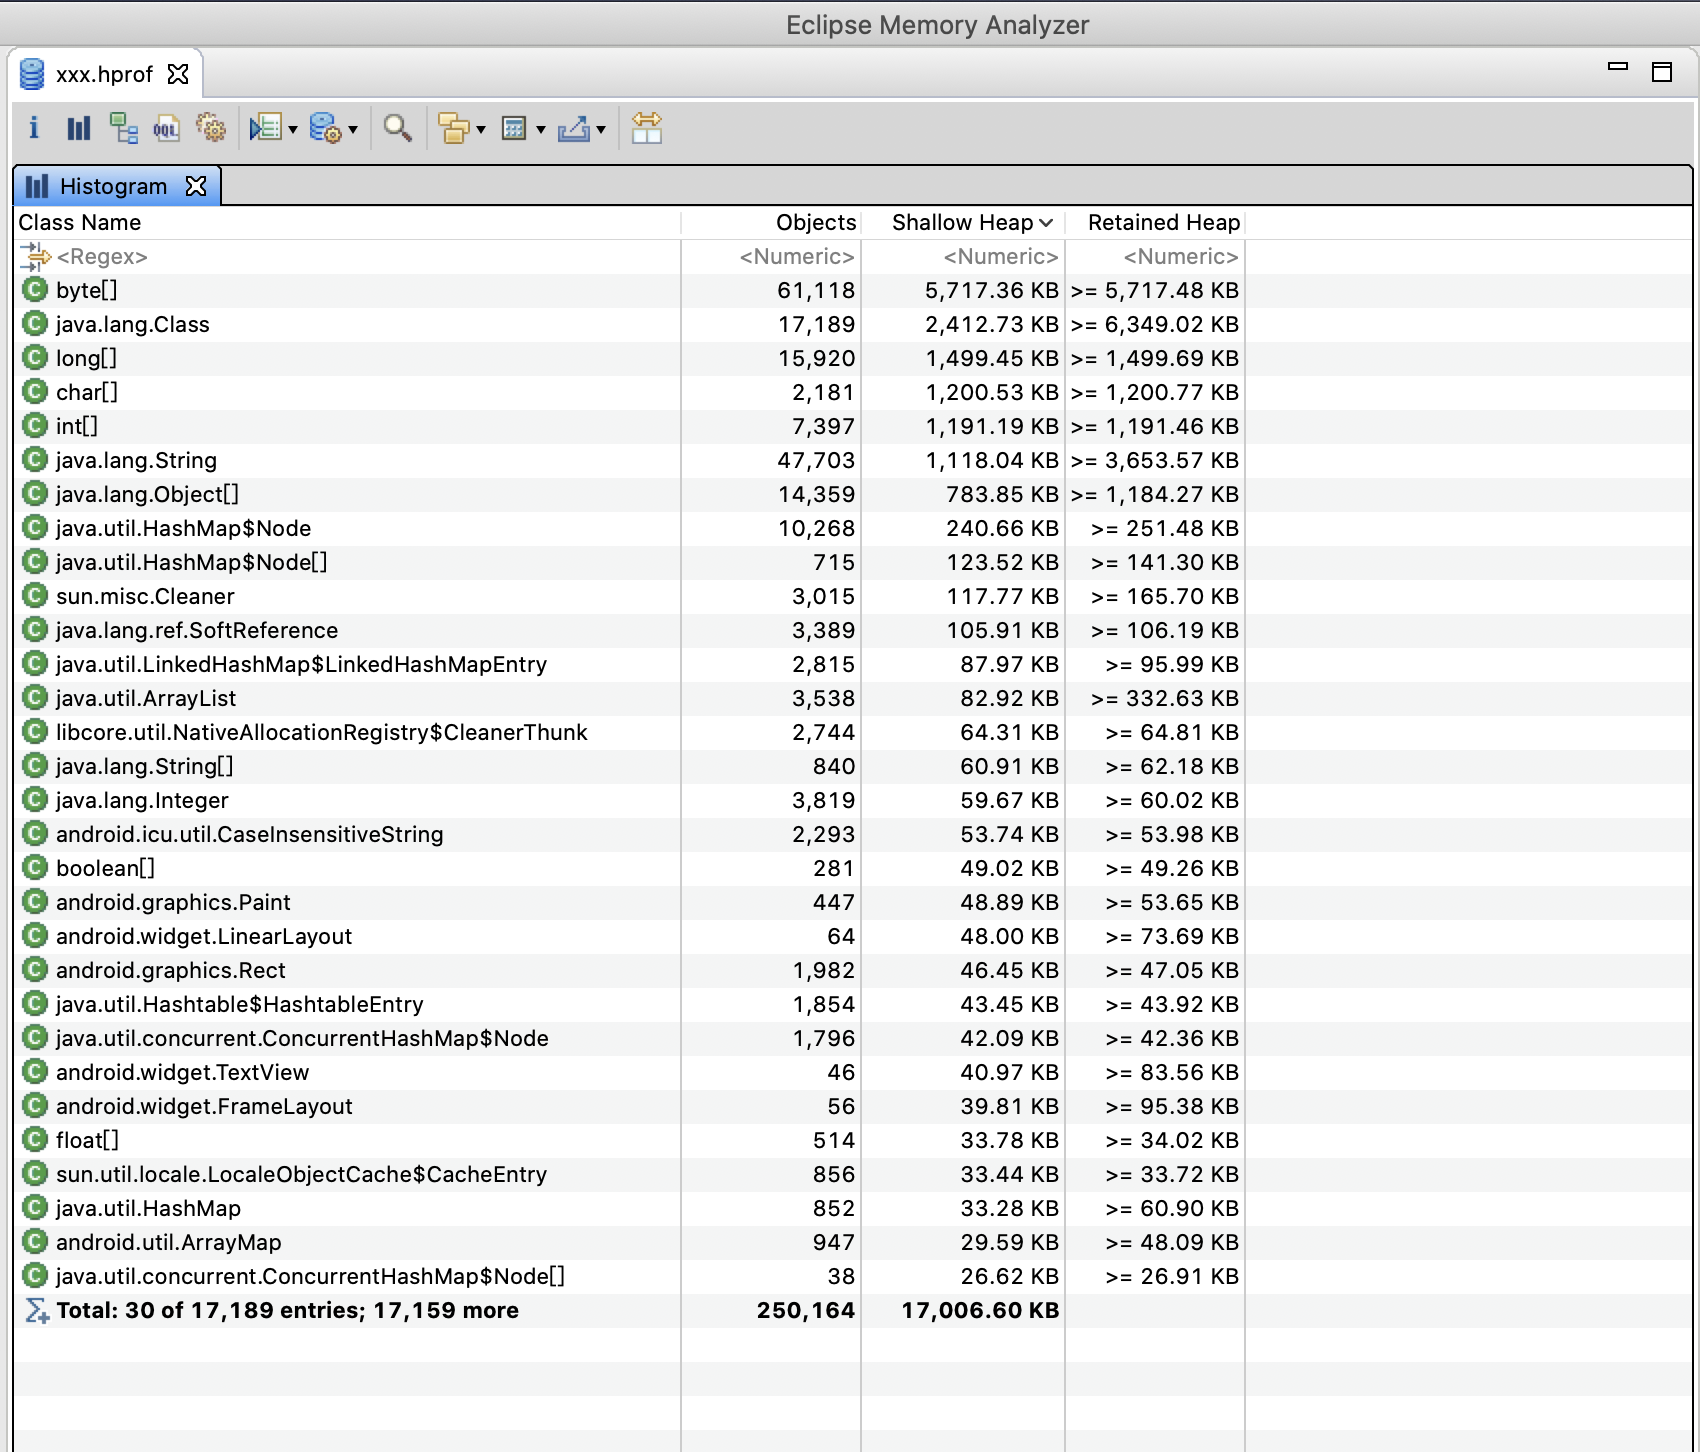 Eclipse Memory Analyzer
xxx.hprof
i OQL
Histogram
Class Name Objects Shallow Heap Retained Heap
<Regex> <Numeric> <Numeric> <Numeric>
byte[] 61,118 5,717.36 KB >= 5,717.48 KB
java.lang.Class 17,189 2,412.73 KB >= 6,349.02 KB
long[] 15,920 1,499.45 KB >= 1,499.69 KB
char[] 2,181 1,200.53 KB >= 1,200.77 KB
int[] 7,397 1,191.19 KB >= 1,191.46 KB
java.lang.String 47,703 1,118.04 KB >= 3,653.57 KB
java.lang.Object[] 14,359 783.85 KB >= 1,184.27 KB
java.util.HashMap$Node 10,268 240.66 KB >= 251.48 KB
java.util.HashMap$Node[] 715 123.52 KB >= 141.30 KB
sun.misc.Cleaner 3,015 117.77 KB >= 165.70 KB
java.lang.ref.SoftReference 3,389 105.91 KB >= 106.19 KB
java.util.LinkedHashMap$LinkedHashMapEntry 2,815 87.97 KB >= 95.99 KB
java.util.ArrayList 3,538 82.92 KB >= 332.63 KB
libcore.util.NativeAllocationRegistry$CleanerThunk 2,744 64.31 KB >= 64.81 KB
java.lang.String[] 840 60.91 KB >= 62.18 KB
java.lang.Integer 3,819 59.67 KB >= 60.02 KB
android.icu.util.CaseInsensitiveString 2,293 53.74 KB >= 53.98 KB
boolean[] 281 49.02 KB >= 49.26 KB
android.graphics.Paint 447 48.89 KB >= 53.65 KB
android.widget.LinearLayout 64 48.00 KB >= 73.69 KB
android.graphics.Rect 1,982 46.45 KB >= 47.05 KB
java.util.Hashtable$HashtableEntry 1,854 43.45 KB >= 43.92 KB
java.util.concurrent.ConcurrentHashMap$Node 1,796 42.09 KB >= 42.36 KB
android.widget.TextView 46 40.97 KB >= 83.56 KB
android.widget.FrameLayout 56 39.81 KB >= 95.38 KB
float[] 514 33.78 KB >= 34.02 KB
sun.util.locale.LocaleObjectCache$CacheEntry 856 33.44 KB >= 33.72 KB
java.util.HashMap 852 33.28 KB >= 60.90 KB
android.util.ArrayMap 947 29.59 KB >= 48.09 KB
java.util.concurrent.ConcurrentHashMap$Node[] 38 26.62 KB >= 26.91 KB
Total: 30 of 17,189 entries; 17,159 more 250,164 17,006.60 KB